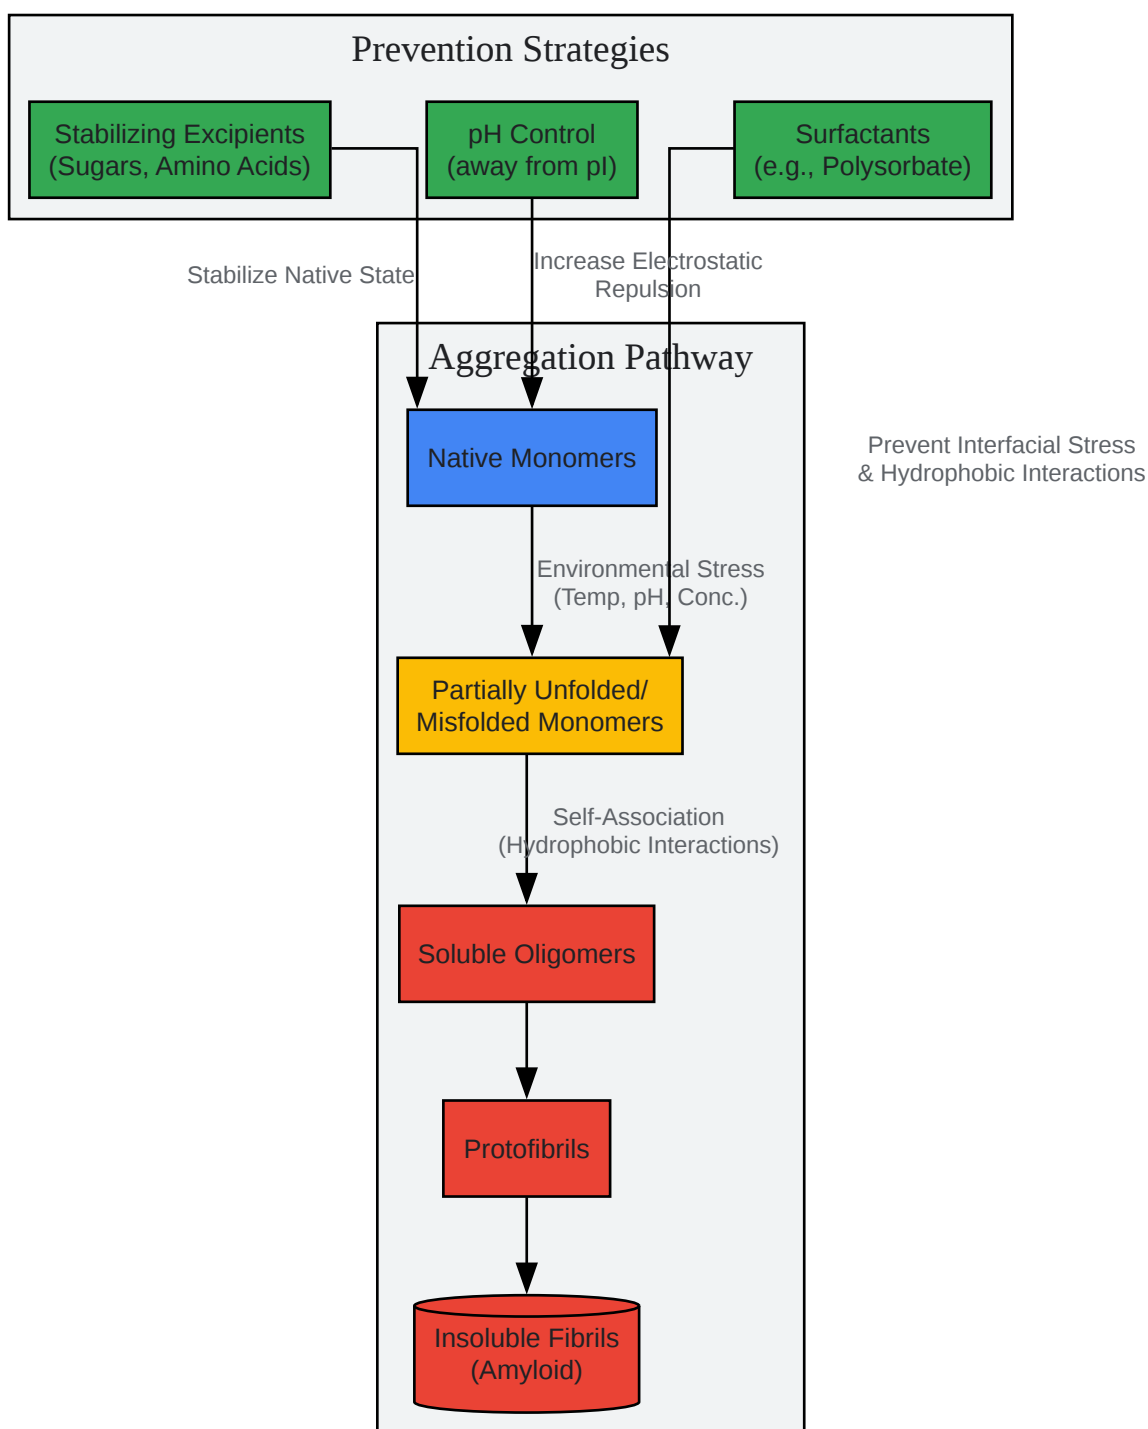 Prevention Strategies
Stabilizing Excipients
(Sugars, Amino Acids)
pH Control
(away from pI)
Surfactants
(e.g., Polysorbate)
Stabilize Native State
Increase Electrostatic
Repulsion
Aggregation Pathway
Native Monomers
Prevent Interfacial Stress
& Hydrophobic Interactions
Environmental Stress
(Temp, pH, Conc.)
Partially Unfolded/
Misfolded Monomers
Self-Association
(Hydrophobic Interactions)
Soluble Oligomers
Protofibrils
Insoluble Fibrils
(Amyloid)